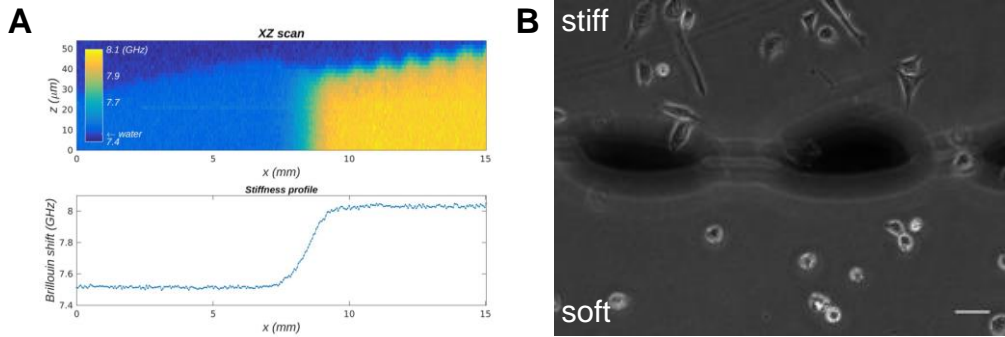 A
XZ scan
8.1 (GHz)
7.9
7.7
← water
7.4
z (μm)
50
40
30
20
10
0
0 5 10 15
x (mm)
Stiffness profile
Brillouin shift (GHz)
8
7.8
7.6
7.4
0 5 10 15
x (mm)
B
stiff
soft